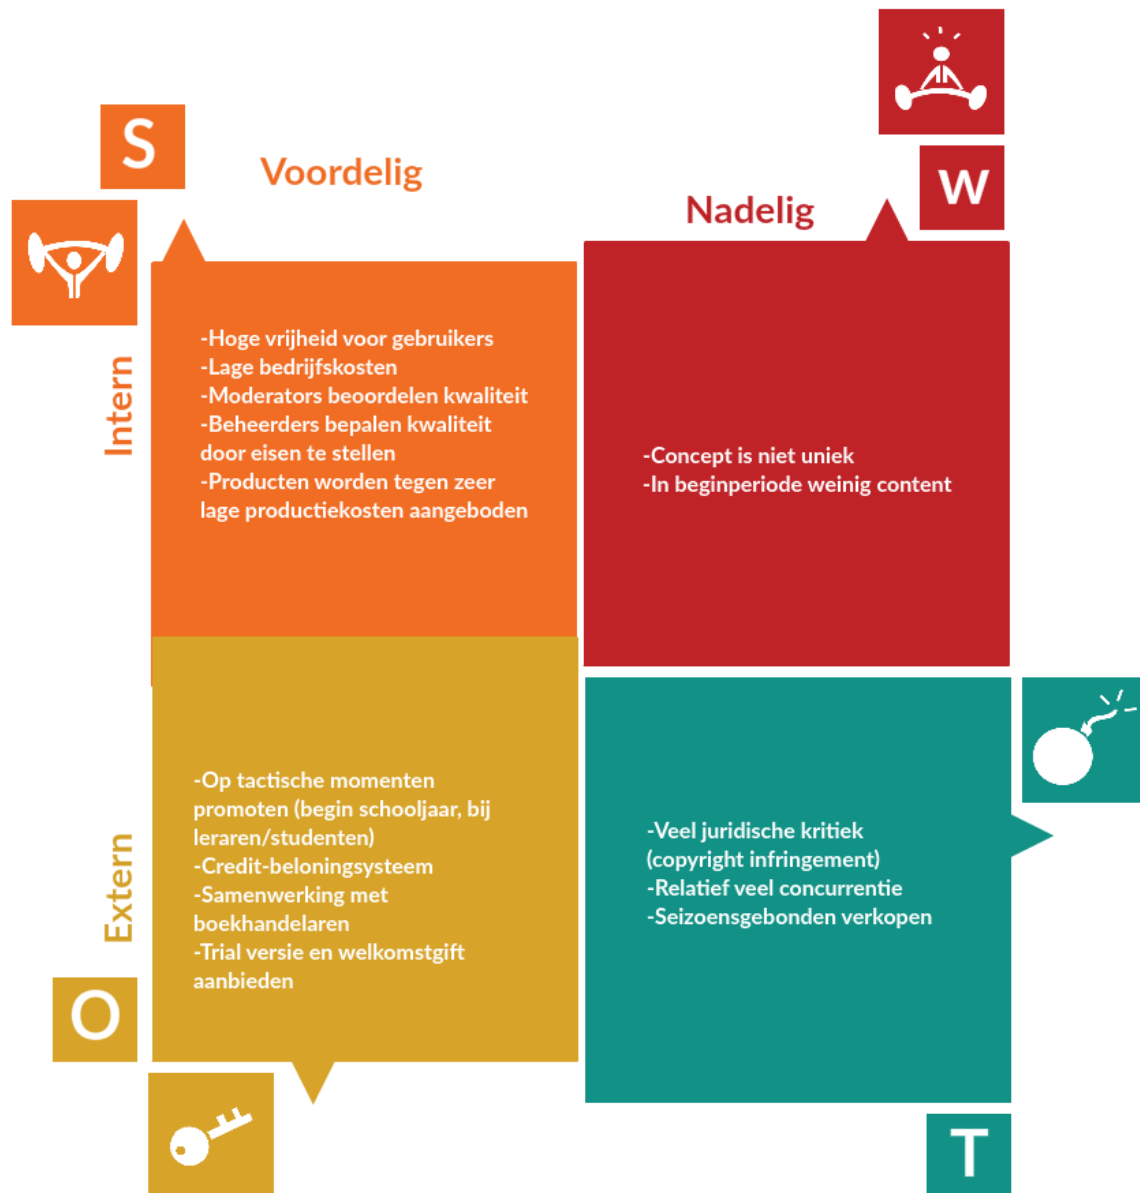 S
Voordelig
W
Nadelig
Intern
-Hoge vrijheid voor gebruikers
-Lage bedrijfskosten
-Moderators beoordelen kwaliteit
-Beheerders bepalen kwaliteit
door eisen te stellen
-Producten worden tegen zeer
lage productiekosten aangeboden
-Concept is niet uniek
-In beginperiode weinig content
Extern
-Op tactische momenten
promoten (begin schooljaar, bij
leraren/studenten)
-Credit-beloningsysteem
-Samenwerking met
boekhandelaren
-Trial versie en welkomstgift
aanbieden
-Veel juridische kritiek
(copyright infringement)
-Relatief veel concurrentie
-Seizoensgebonden verkopen
O
T